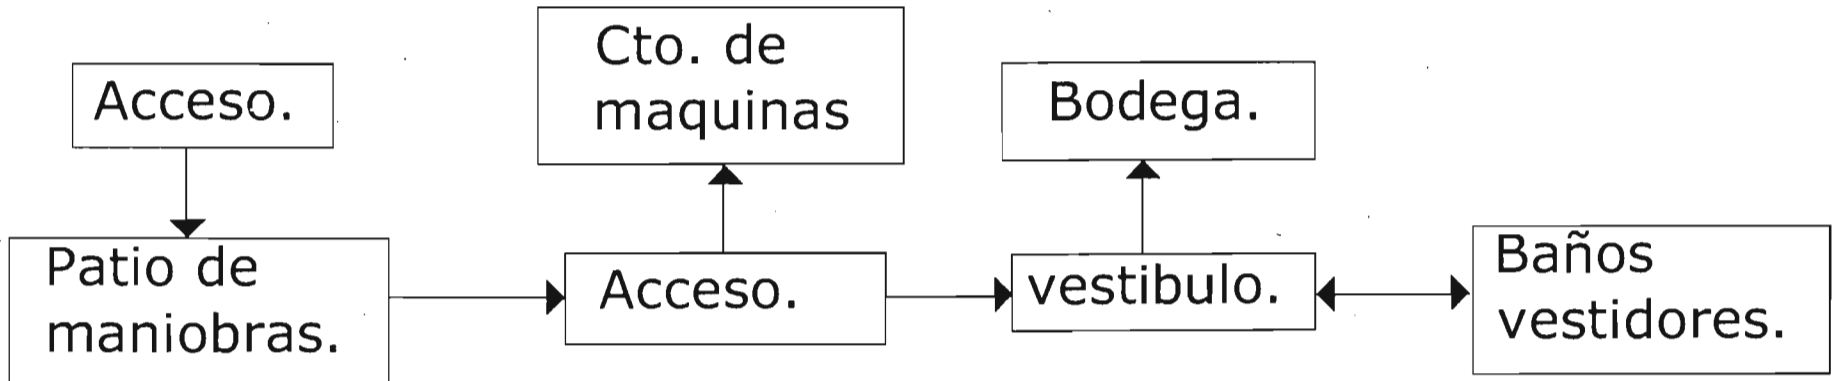 Acceso.
Cto. de
maquinas
Bodega.
Patio de
maniobras.
Acceso.
vestibulo.
Baños
vestidores.